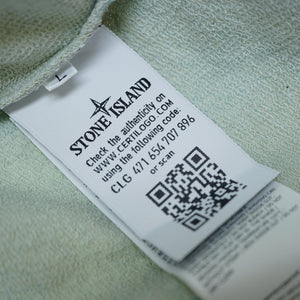 L
STONE ISLAND
Check the authenticity on
WWW.CERTILOGO.COM
using the following code:
CLG 471 654 707 896
or scan